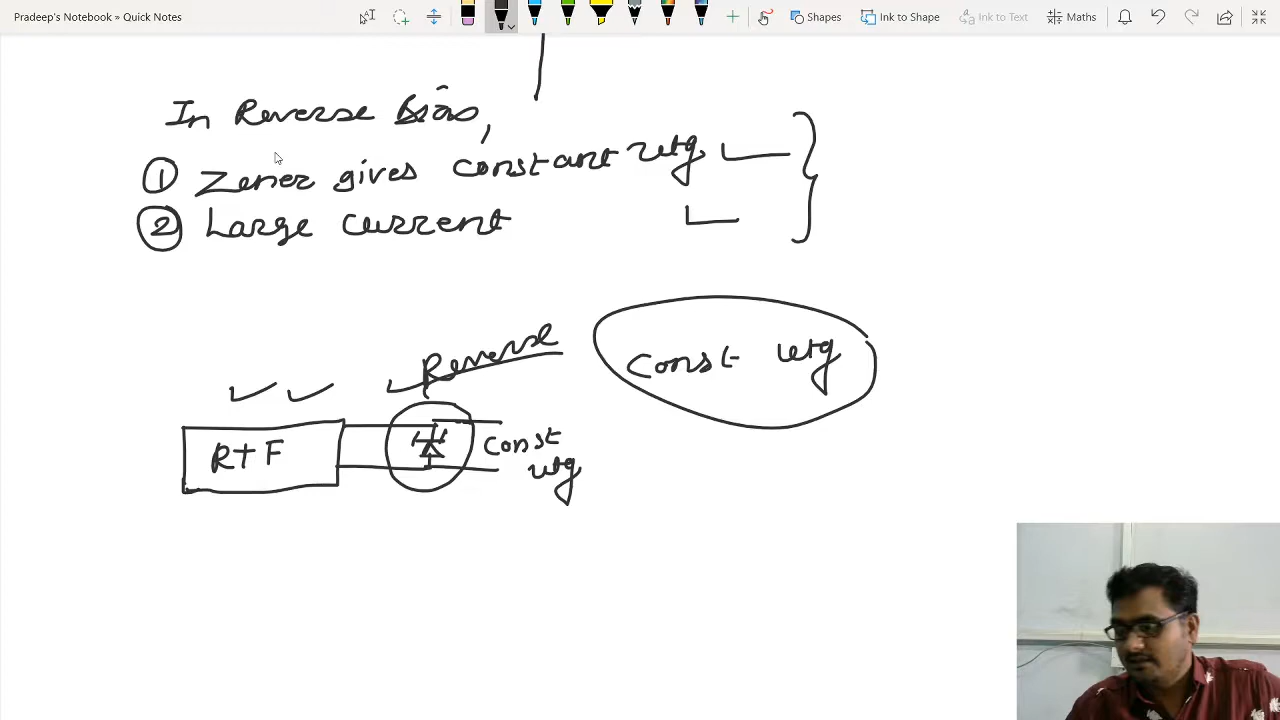 Pradeep's Notebook » Quick Notes
Shapes
Ink to Shape
Ink to Text
Maths
In Reverse Bias,
① Zener gives constant vtg
② Large current
Reverse
Const vtg
R+F
Const
vtg